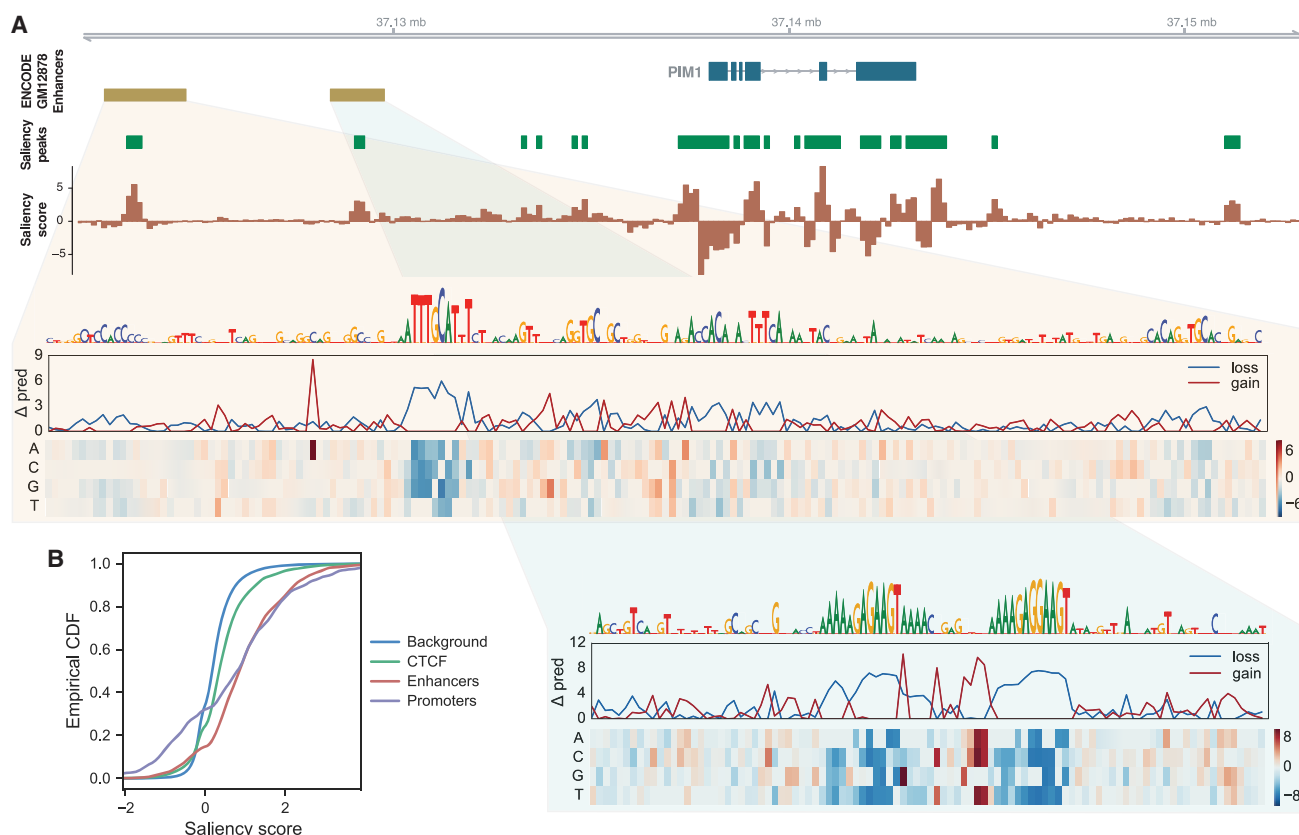 A
37.13 mb
37.14 mb
37.15 mb
ENCODE
GM12878
Enhancers
PIM1
Saliency
peaks
Saliency
score
5
0
−5
Δ pred
9
6
3
0
loss
gain
A
C
G
T
6
0
−6
B
Empirical CDF
1.0
0.8
0.6
0.4
0.2
0.0
−2
0
2
Saliency score
Background
CTCF
Enhancers
Promoters
Δ pred
12
8
4
0
loss
gain
A
C
G
T
8
0
−8